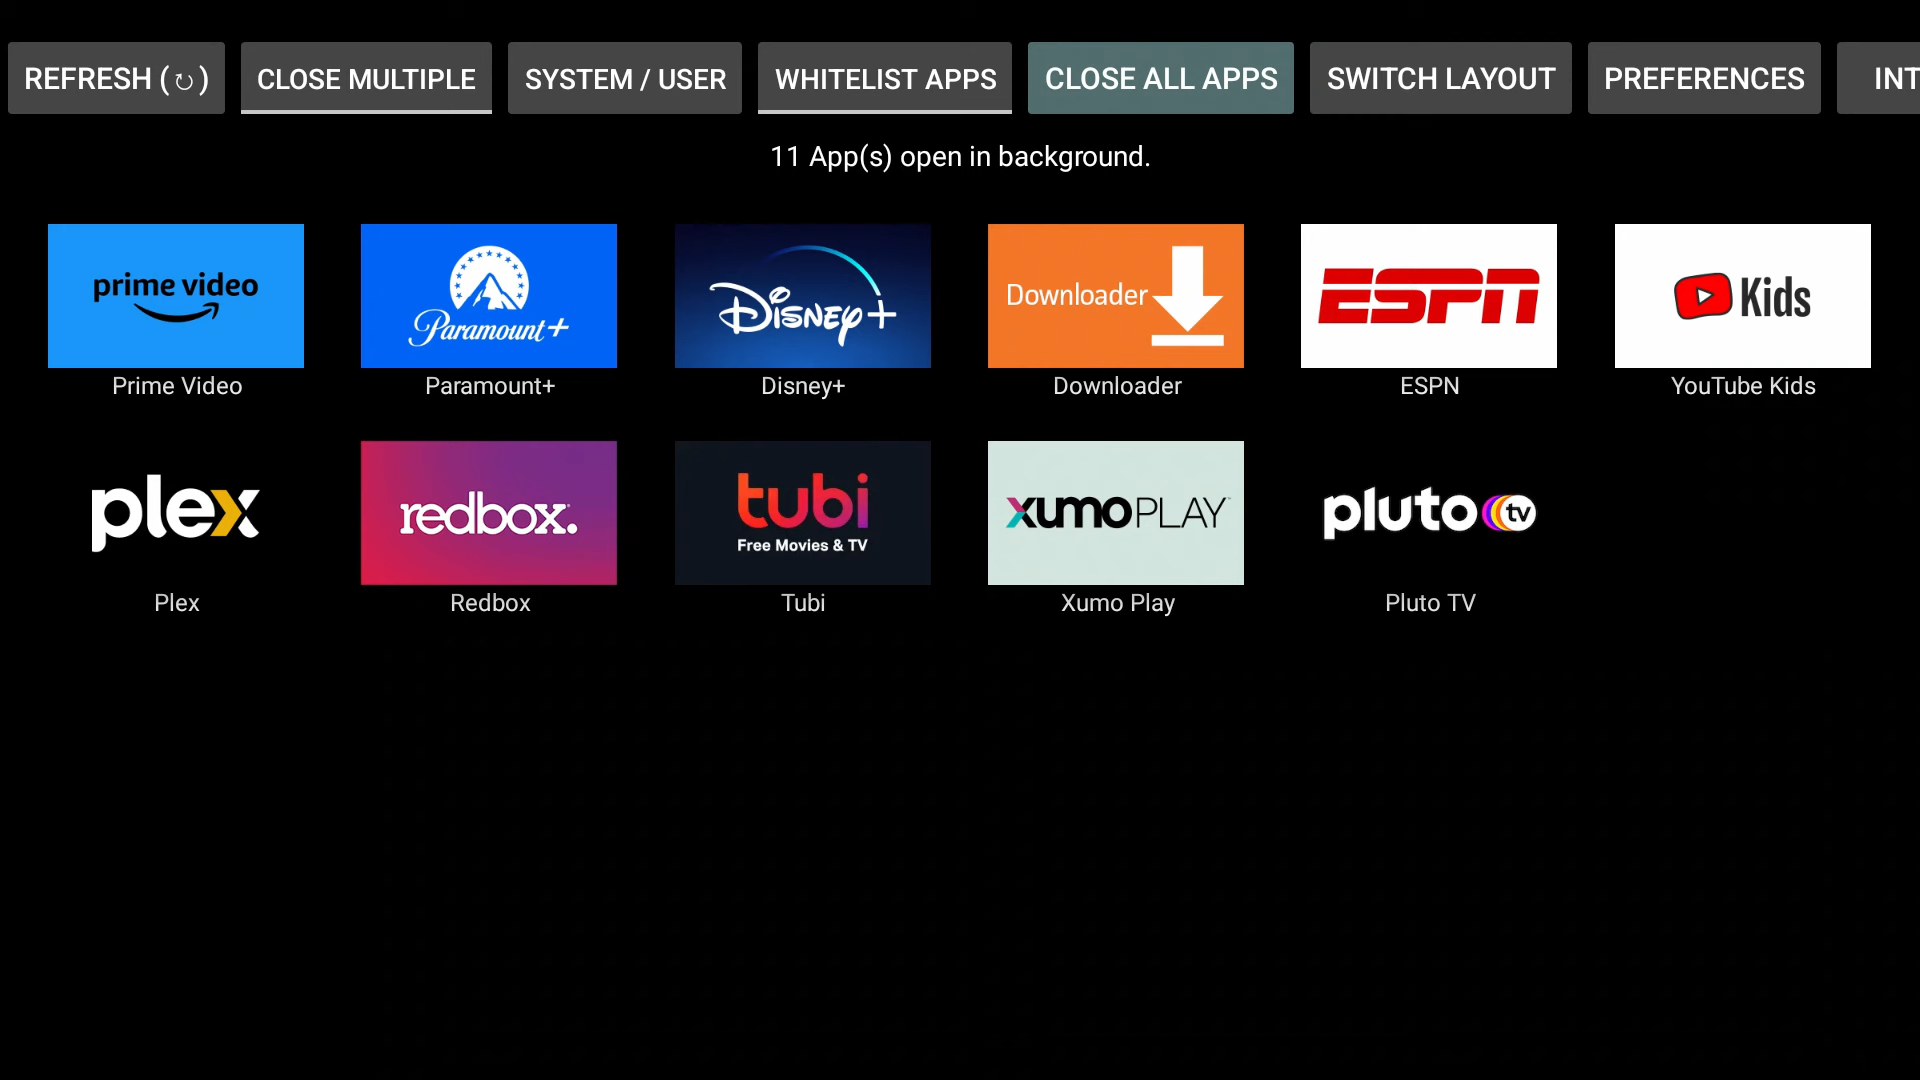 REFRESH (↻)
CLOSE MULTIPLE
SYSTEM / USER
WHITELIST APPS
CLOSE ALL APPS
SWITCH LAYOUT
PREFERENCES
INT
11 App(s) open in background.
prime video
Paramount+
Disney+
Downloader
ESPN
Kids
Prime Video
Paramount+
Disney+
Downloader
ESPN
YouTube Kids
plex
redbox.
tubi
Free Movies & TV
xumo PLAY
pluto tv
Plex
Redbox
Tubi
Xumo Play
Pluto TV